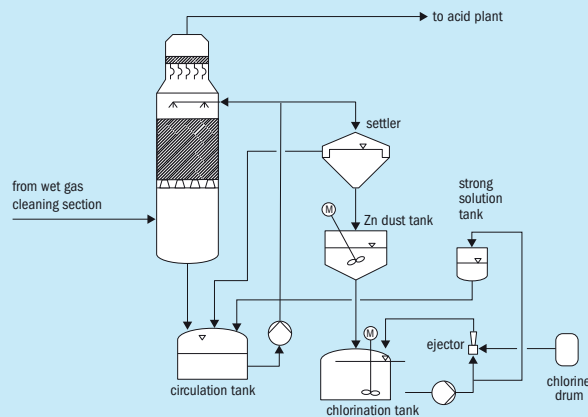 to acid plant
settler
from wet gas
cleaning section
strong
solution
tank
M
Zn dust tank
M
ejector
circulation tank
chlorination tank
chlorine
drum